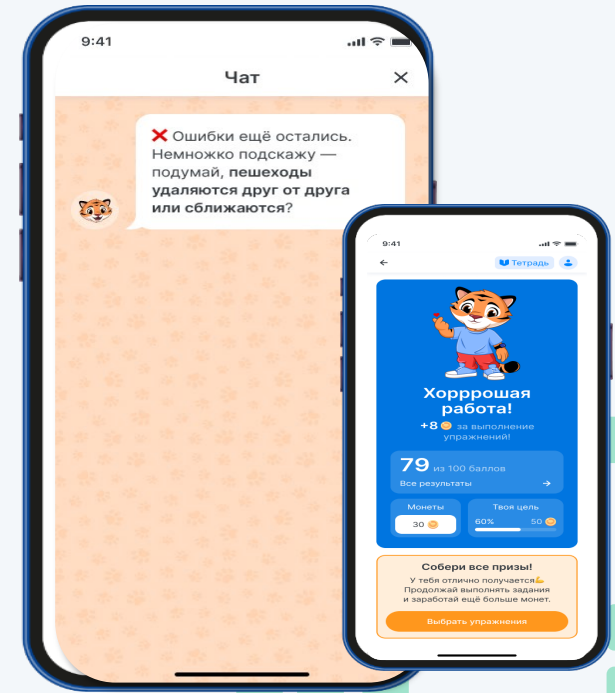 9:41
Чат
❌ Ошибки ещё остались.
Немножко подскажу —
подумай, пешеходы
удаляются друг от друга
или сближаются?
9:41
Тетрадь
Хорррошая
работа!
+8 за выполнение
упражнений!
79 из 100 баллов
Все результаты →
Монеты
30
Твоя цель
60% 50
Собери все призы!
У тебя отлично получается💪
Продолжай выполнять задания
и заработай ещё больше монет.
Выбрать упражнения